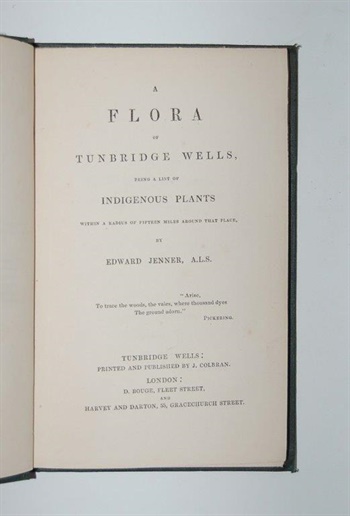 A
FLORA
OF
TUNBRIDGE WELLS,
BEING A LIST OF
INDIGENOUS PLANTS
WITHIN A RADIUS OF FIFTEEN MILES AROUND THAT PLACE,
BY
EDWARD JENNER, A.L.S.
"Arise,
To trace the woods, the vales, where thousand dyes
The ground adorn."
PICKERING.
TUNBRIDGE WELLS:
PRINTED AND PUBLISHED BY J. COLBRAN.
LONDON:
D. BOGUE, FLEET STREET,
AND
HARVEY AND DARTON, 55, GRACECHURCH STREET.